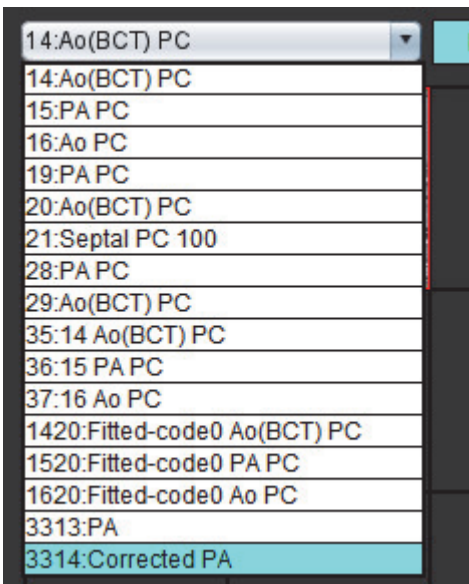 14:Ao(BCT) PC
14:Ao(BCT) PC
15:PA PC
16:Ao PC
19:PA PC
20:Ao(BCT) PC
21:Septal PC 100
28:PA PC
29:Ao(BCT) PC
35:14 Ao(BCT) PC
36:15 PA PC
37:16 Ao PC
1420:Fitted-code0 Ao(BCT) PC
1520:Fitted-code0 PA PC
1620:Fitted-code0 Ao PC
3313:PA
3314:Corrected PA